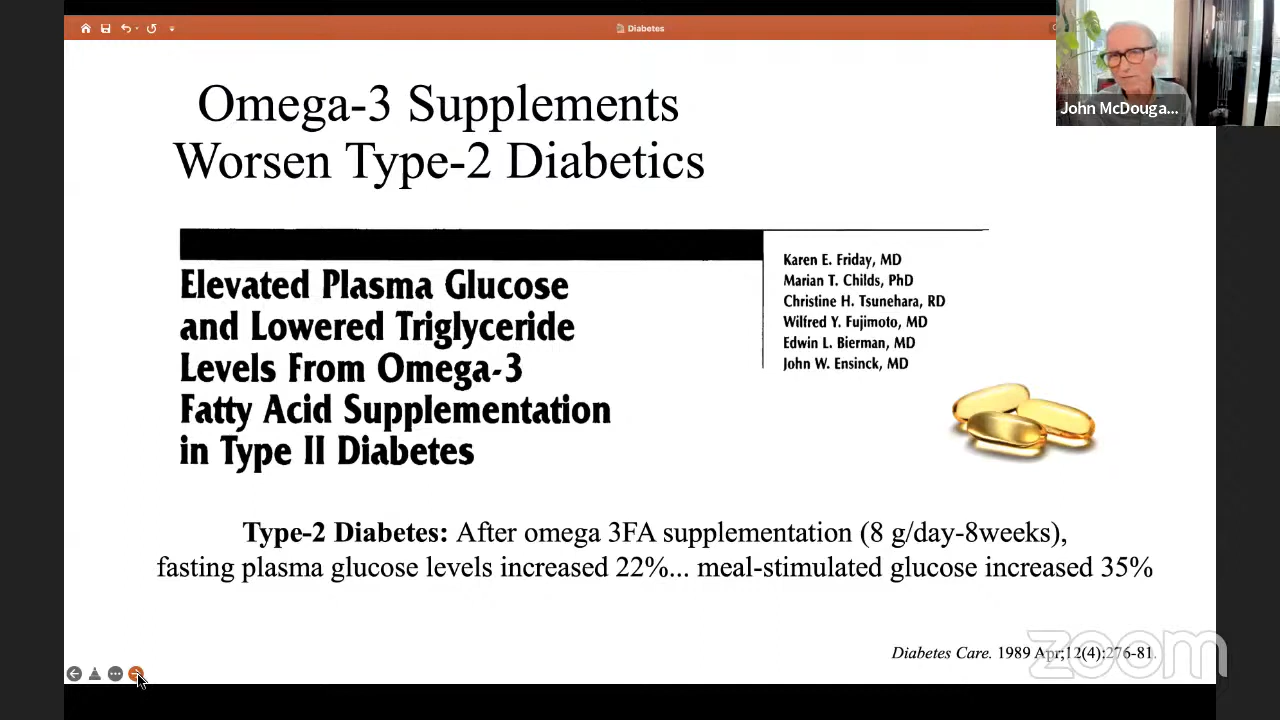 Diabetes
John McDouga...
Omega-3 Supplements
Worsen Type-2 Diabetics
Elevated Plasma Glucose
and Lowered Triglyceride
Levels From Omega-3
Fatty Acid Supplementation
in Type II Diabetes
Karen E. Friday, MD
Marian T. Childs, PhD
Christine H. Tsunehara, RD
Wilfred Y. Fujimoto, MD
Edwin L. Bierman, MD
John W. Ensinck, MD
Type-2 Diabetes: After omega 3FA supplementation (8 g/day-8weeks),
fasting plasma glucose levels increased 22%... meal-stimulated glucose increased 35%
Diabetes Care. 1989 Apr;12(4):276-81.
zoom